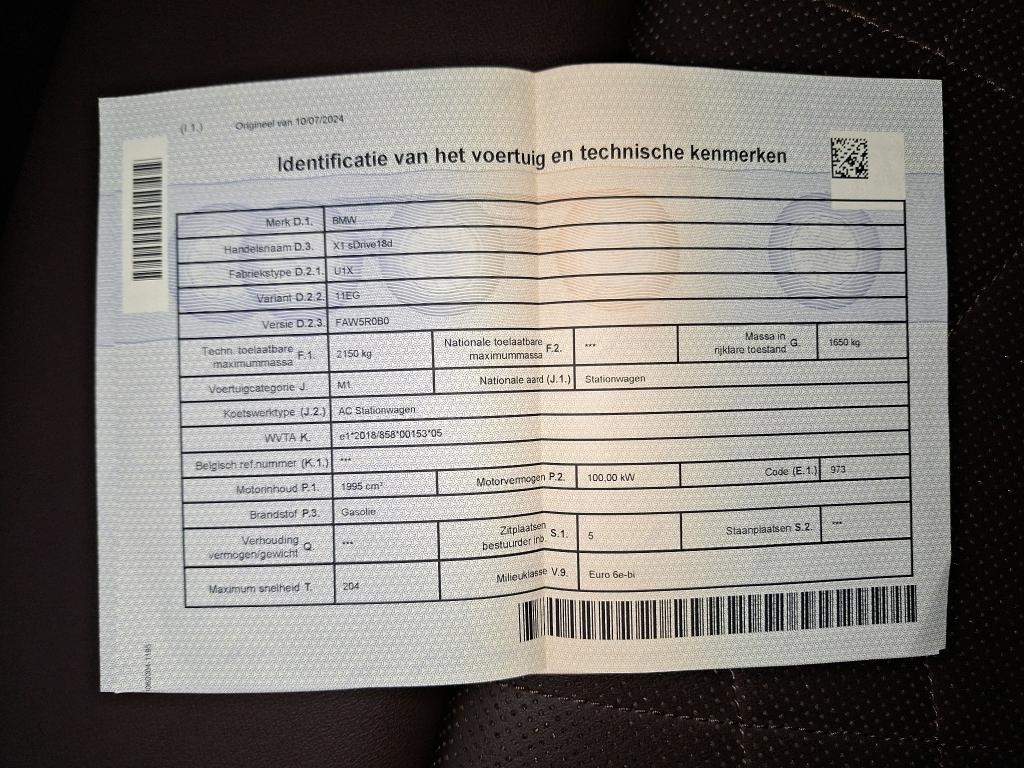 (I.1.) Origineel van 10/07/2024
Identificatie van het voertuig en technische kenmerken
Merk D.1. BMW
Handelsnaam D.3. X1 sDrive18d
Fabriekstype D.2.1. U1X
Variant D.2.2. 11EG
Versie D.2.3. FAW5R0B0
Techn. toelaatbare maximummassa F.1. 2150 kg Nationale toelaatbare maximummassa F.2. *** Massa in rijklare toestand G. 1650 kg
Voertuigcategorie J. M1 Nationale aard (J.1.) Stationwagen
Koetswerktype (J.2.) AC Stationwagen
WVTA K. e1*2018/858*00153*05
Belgisch ref.nummer (K.1.) ***
Motorinhoud P.1. 1995 cm³ Motorvermogen P.2. 100,00 kW Code (E.1.) 973
Brandstof P.3. Gasolie
Verhouding vermogen/gewicht Q. *** Zitplaatsen bestuurder inb. S.1. 5 Staanplaatsen S.2. ***
Maximum snelheid T. 204 Milieuklasse V.9. Euro 6e-bi